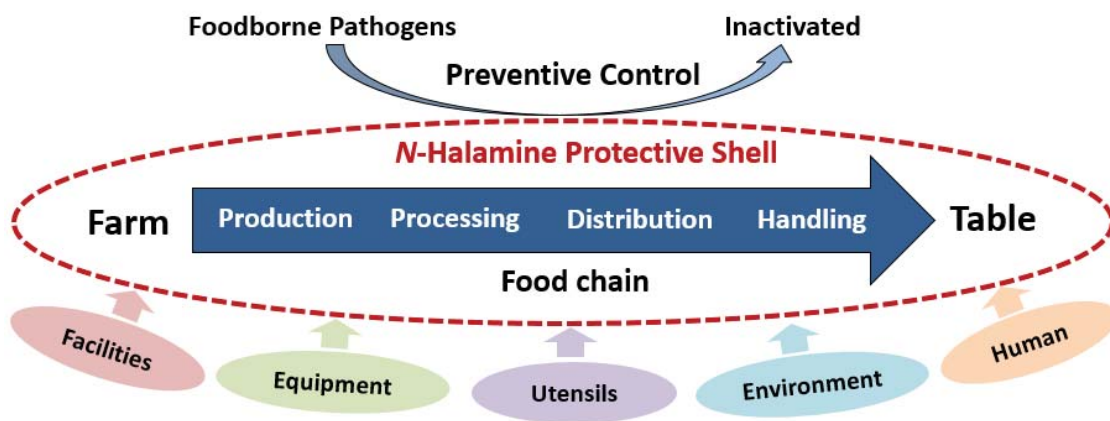 Foodborne Pathogens
Inactivated
Preventive Control
N-Halamine Protective Shell
Farm
Production Processing Distribution Handling
Table
Food chain
Facilities
Equipment
Utensils
Environment
Human